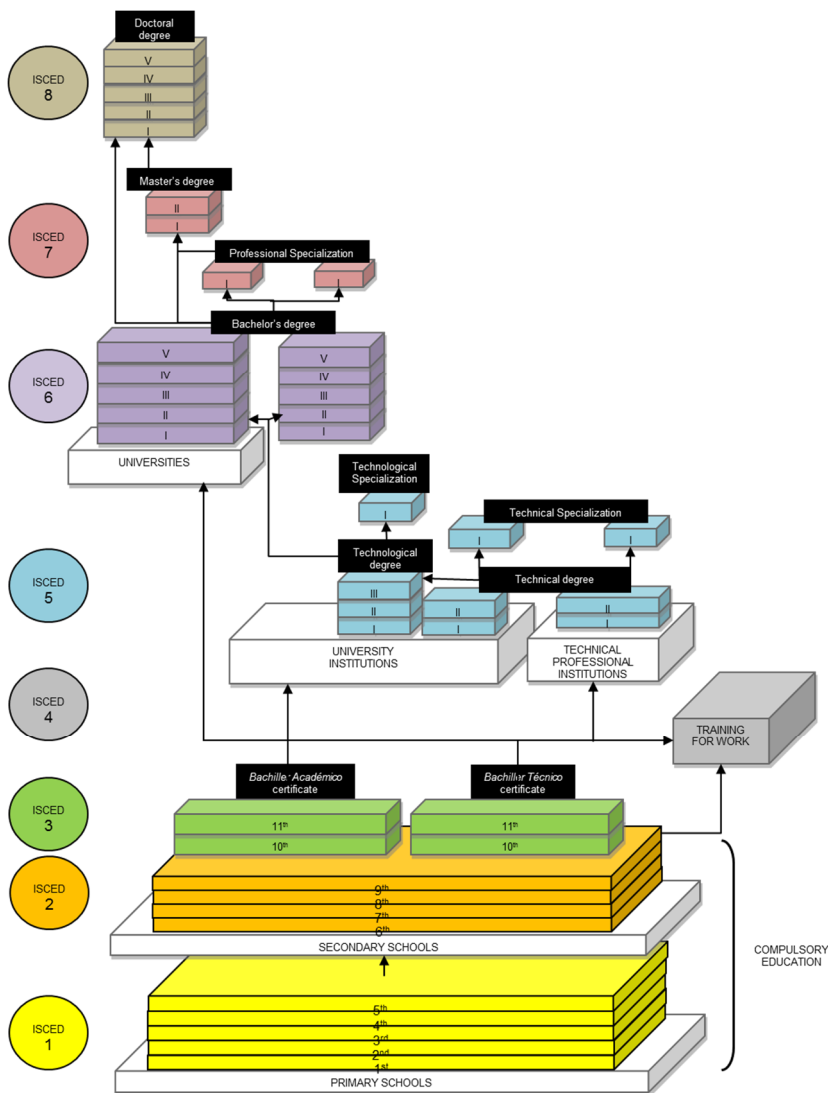 Doctoral
degree
V
IV
III
II
I
ISCED
8
Master's degree
II
I
ISCED
7
Professional Specialization
I
I
Bachelor's degree
V
IV
III
II
I
V
IV
III
II
I
ISCED
6
UNIVERSITIES
Technological
Specialization
I
Technical Specialization
I
I
Technological
degree
Technical degree
III
II
I
II
I
II
I
ISCED
5
UNIVERSITY
INSTITUTIONS
TECHNICAL
PROFESSIONAL
INSTITUTIONS
ISCED
4
TRAINING
FOR WORK
Bachiller Académico
certificate
Bachiller Técnico
certificate
11th
10th
11th
10th
ISCED
3
9th
8th
7th
6th
ISCED
2
SECONDARY SCHOOLS
COMPULSORY
EDUCATION
5th
4th
3rd
2nd
1st
ISCED
1
PRIMARY SCHOOLS